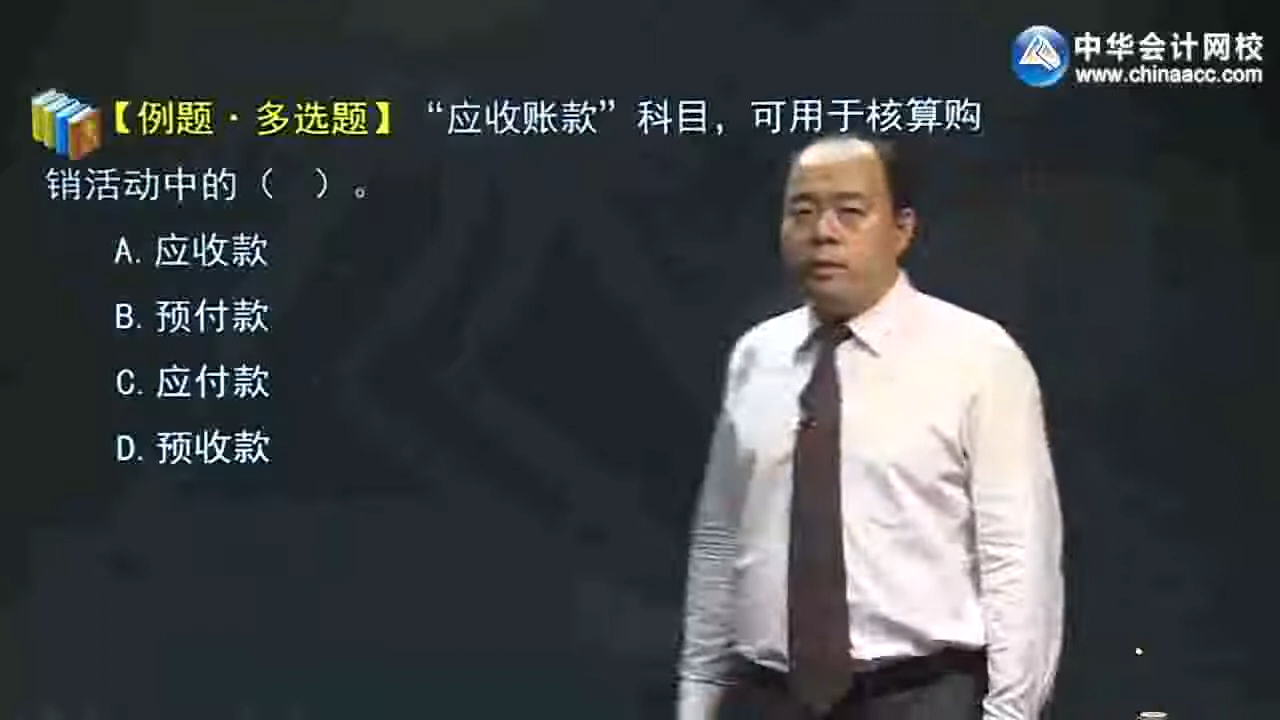 中华会计网校
www.chinaacc.com
【例题·多选题】“应收账款”科目，可用于核算购
销活动中的（　）。
A. 应收款
B. 预付款
C. 应付款
D. 预收款